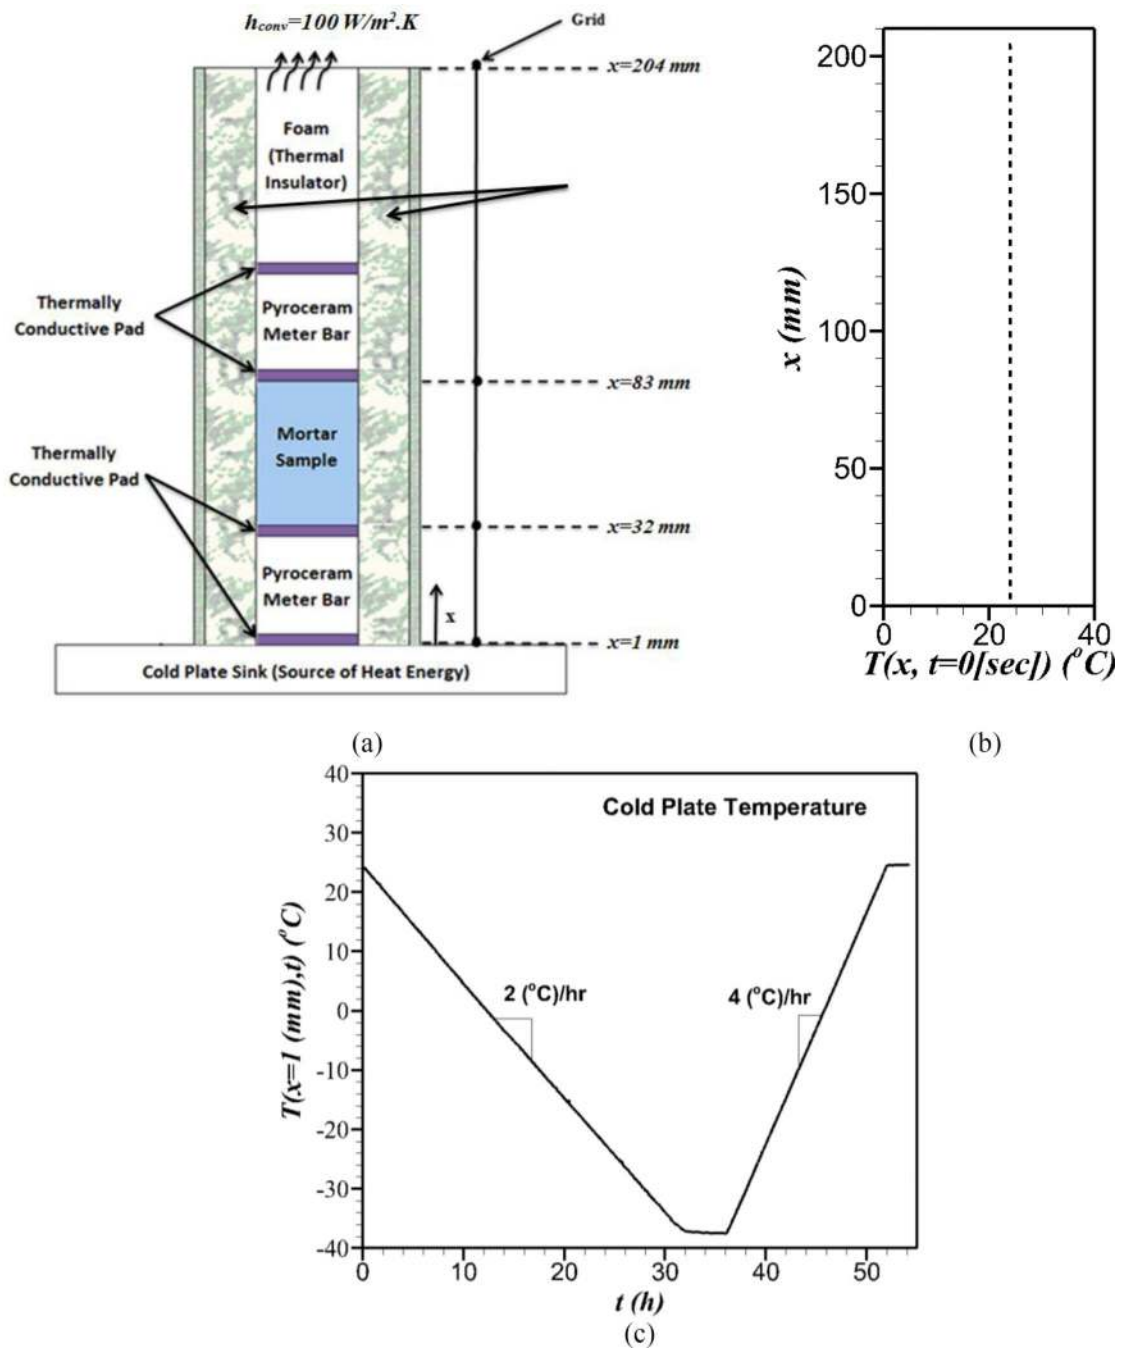 h_conv=100 W/m².K
Grid
x=204 mm
Foam
(Thermal
Insulator)
Thermally
Conductive Pad
Pyroceram
Meter Bar
x=83 mm
Mortar
Sample
Thermally
Conductive Pad
x=32 mm
Pyroceram
Meter Bar
x
x=1 mm
Cold Plate Sink (Source of Heat Energy)
(a)
200
150
100
50
0
x (mm)
0 20 40
T(x, t=0[sec]) (°C)
(b)
Cold Plate Temperature
40
30
20
10
0
-10
-20
-30
-40
T(x=1 (mm),t) (°C)
2 (°C)/hr
4 (°C)/hr
0 10 20 30 40 50
t (h)
(c)